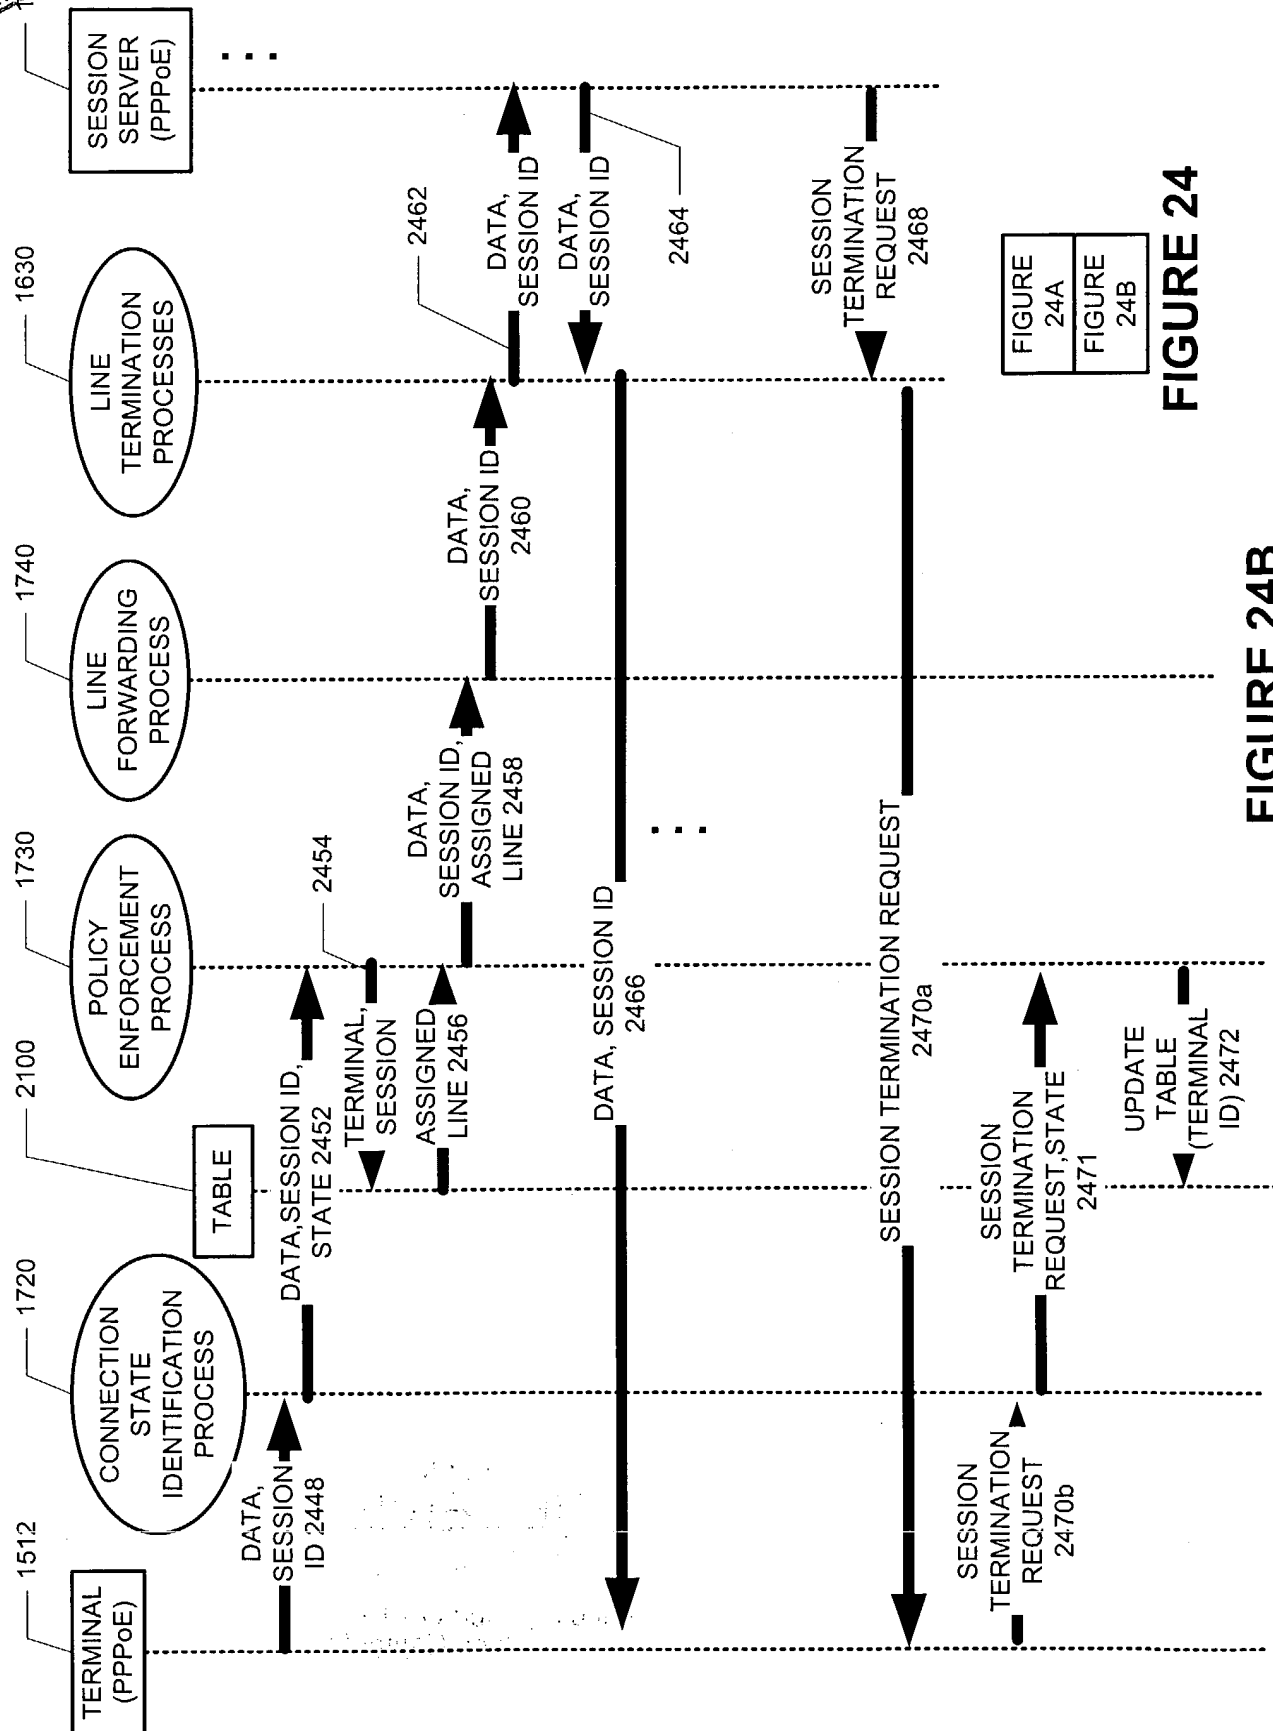 1512
TERMINAL
(PPPoE)
1720
CONNECTION
STATE
IDENTIFICATION
PROCESS
2100
TABLE
1730
POLICY
ENFORCEMENT
PROCESS
1740
LINE
FORWARDING
PROCESS
1630
LINE
TERMINATION
PROCESSES
SESSION
SERVER
(PPPoE)
. . .
DATA,
SESSION
ID 2448
DATA,SESSION ID,
STATE 2452
2454
TERMINAL,
SESSION
ASSIGNED
LINE 2456
DATA,
SESSION ID,
ASSIGNED
LINE 2458
DATA,
SESSION ID
2460
2462
DATA,
SESSION ID
DATA,
SESSION ID
2464
DATA, SESSION ID
2466
. . .
SESSION
TERMINATION
REQUEST
2468
SESSION TERMINATION REQUEST
2470a
SESSION
TERMINATION
REQUEST
2470b
SESSION
TERMINATION
REQUEST,STATE
2471
UPDATE
TABLE
(TERMINAL
ID) 2472
FIGURE
24A
FIGURE
24B
FIGURE 24
FIGURE 24B